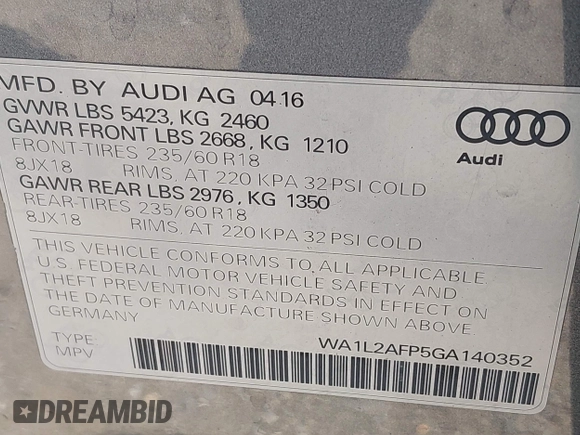 MFD. BY AUDI AG 04.16
GVWR LBS 5423, KG 2460
GAWR FRONT LBS 2668, KG 1210
FRONT-TIRES 235/60 R18
8JX18 RIMS, AT 220 KPA 32 PSI COLD
GAWR REAR LBS 2976, KG 1350
REAR-TIRES 235/60 R18
8JX18 RIMS, AT 220 KPA 32 PSI COLD
THIS VEHICLE CONFORMS TO ALL APPLICABLE
U.S. FEDERAL MOTOR VEHICLE SAFETY AND
THEFT PREVENTION STANDARDS IN EFFECT ON
THE DATE OF MANUFACTURE SHOWN ABOVE
GERMANY
TYPE WA1L2AFP5GA140352
MPV
Audi
DREAMBID